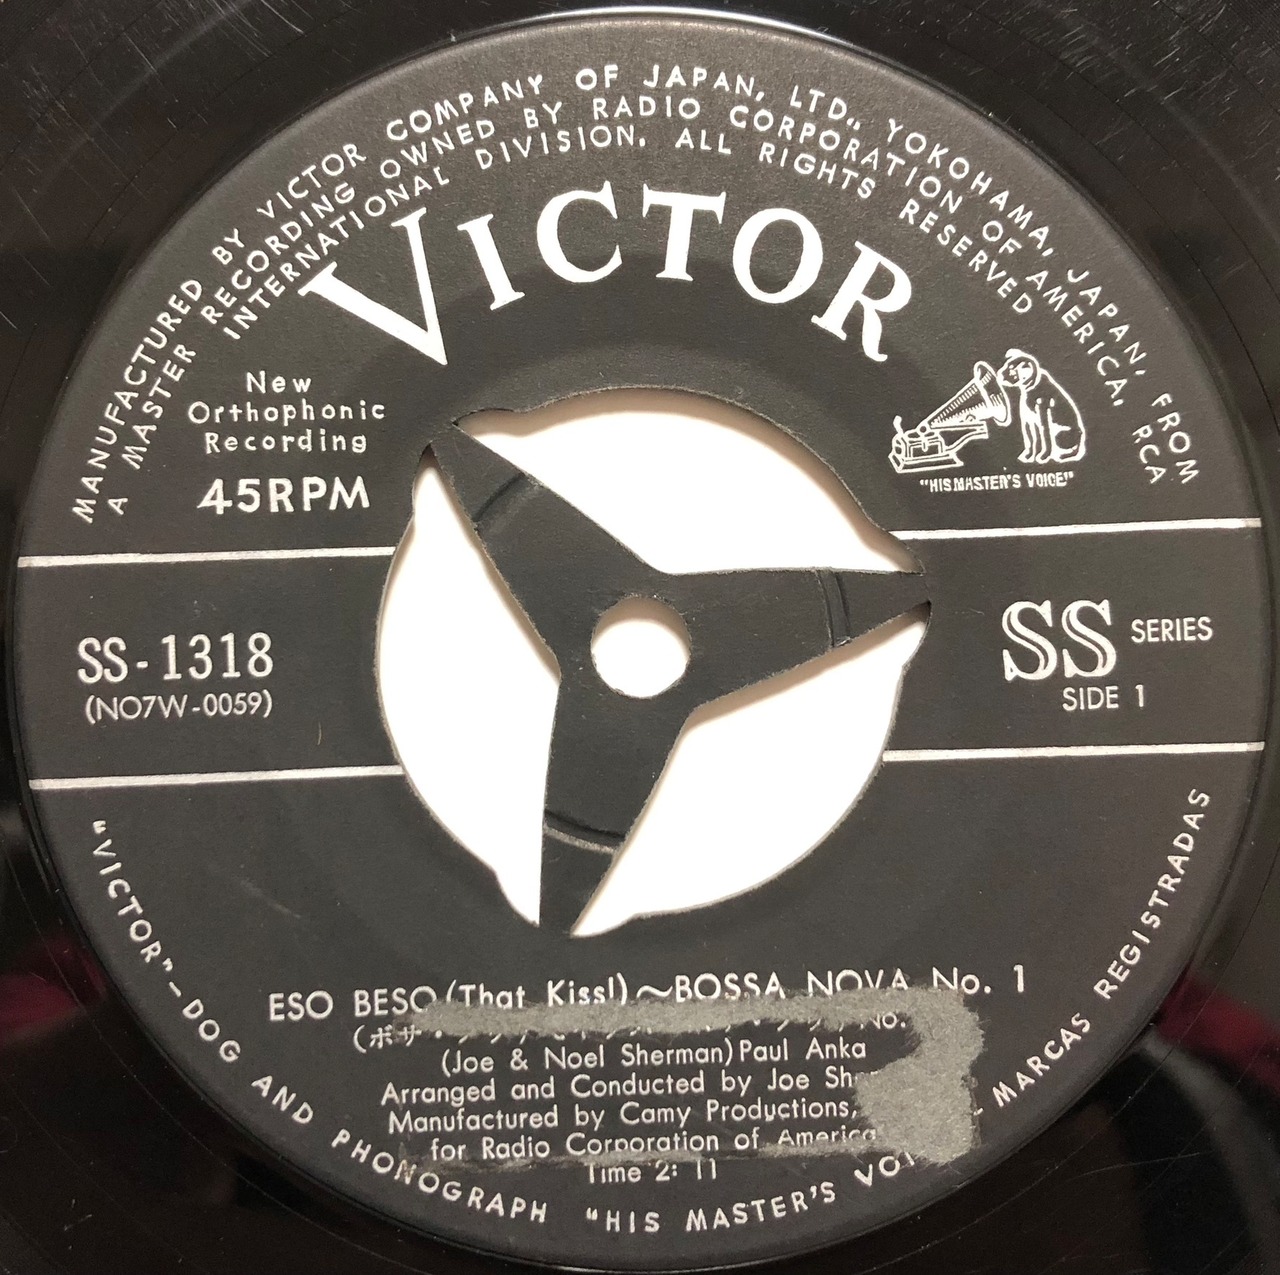 MANUFACTURED BY VICTOR COMPANY OF JAPAN, LTD., YOKOHAMA, JAPAN, FROM
A MASTER RECORDING OWNED BY RADIO CORPORATION OF AMERICA, RCA
INTERNATIONAL DIVISION. ALL RIGHTS RESERVED
VICTOR
New
Orthophonic
Recording
45RPM
"HIS MASTER'S VOICE"
SS-1318
(NO7W-0059)
SS SERIES
SIDE 1
ESO BESO (That Kiss!)~BOSSA NOVA No. 1
(ボサ・ No.
(Joe & Noel Sherman) Paul Anka
Arranged and Conducted by Joe
Manufactured by Camy Productions,
for Radio Corporation of America
Time 2: 11
"VICTOR"—DOG AND PHONOGRAPH "HIS MASTER'S MARCAS REGISTRADAS